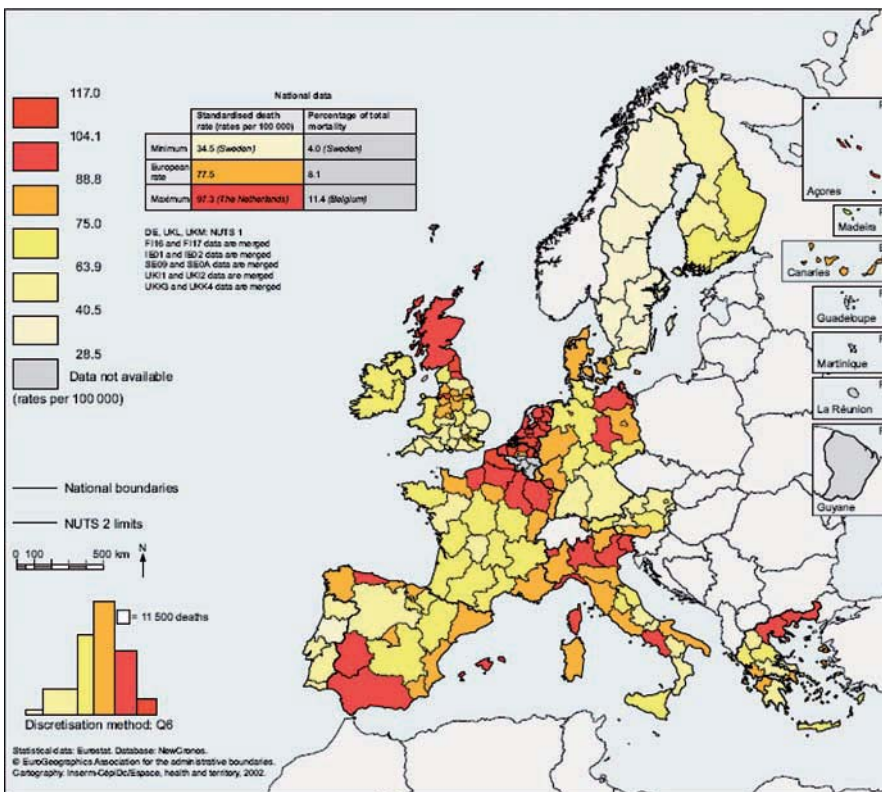 117.0
104.1
88.8
75.0
63.9
40.5
28.5
Data not available
(rates per 100 000)
National data
Standardised death rate (rates per 100 000)
Percentage of total mortality
Minimum
34.5 (Sweden)
4.0 (Sweden)
European rate
77.5
8.1
Maximum
97.3 (The Netherlands)
11.4 (Belgium)
DE, UKL, UKM: NUTS 1
FI16 and FI17 data are merged
IE01 and IE02 data are merged
SE09 and SE0A data are merged
UKI1 and UKI2 data are merged
UKK3 and UKK4 data are merged
National boundaries
NUTS 2 limits
0 100 500 km
N
= 11 500 deaths
Discretisation method: Q6
Statistical data: Eurostat. Database: NewCronos.
© EuroGeographics Association for the administrative boundaries.
Cartography: Inserm-CépiDc/Espace, health and territory, 2002.
Açores
Madeira
Canaries
Guadeloupe
Martinique
La Réunion
Guyane